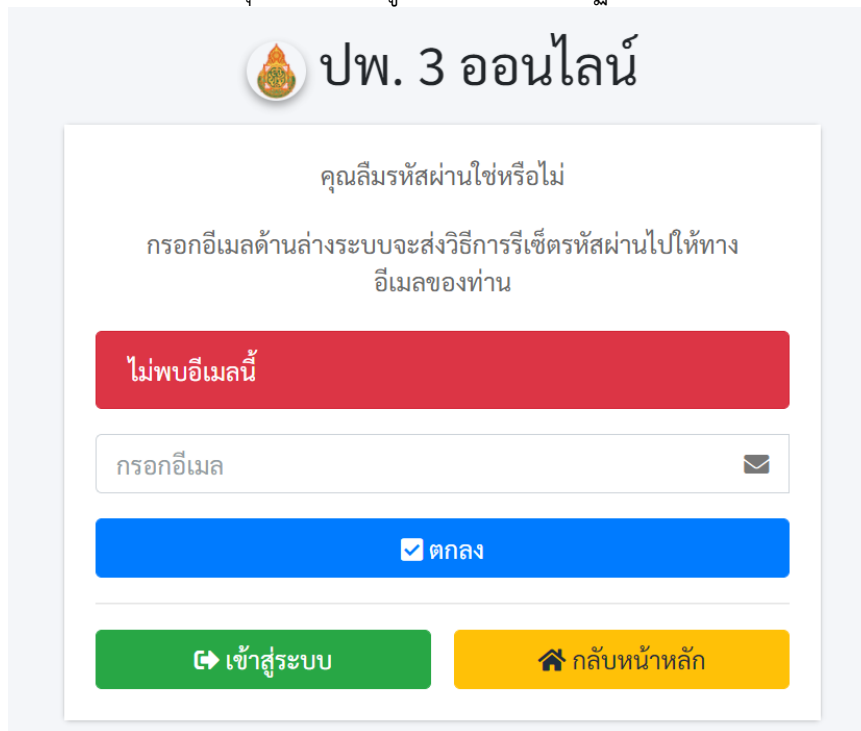 ปพ. 3 ออนไลน์
คุณลืมรหัสผ่านใช่หรือไม่
กรอกอีเมลด้านล่างระบบจะส่งวิธีการรีเซ็ตรหัสผ่านไปให้ทาง
อีเมลของท่าน
ไม่พบอีเมลนี้
กรอกอีเมล
ตกลง
เข้าสู่ระบบ
กลับหน้าหลัก